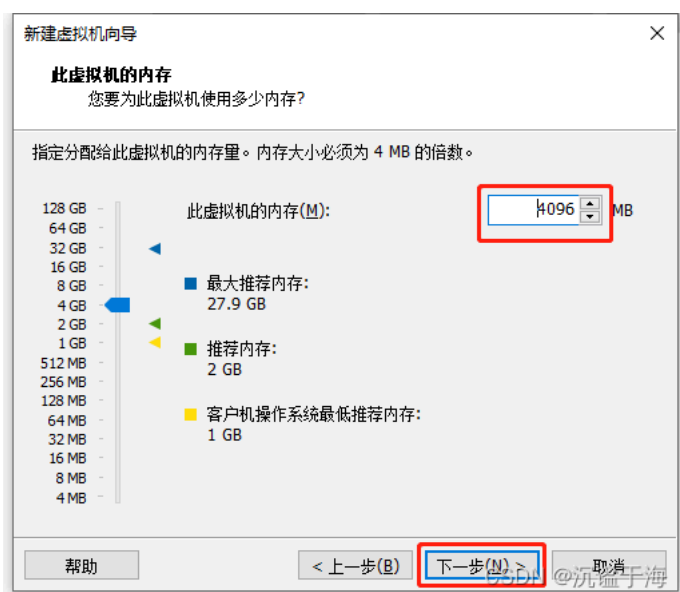 新建虚拟机向导
此虚拟机的内存
您要为此虚拟机使用多少内存?
指定分配给此虚拟机的内存量。内存大小必须为 4 MB 的倍数。
128 GB
64 GB
32 GB
16 GB
8 GB
4 GB
2 GB
1 GB
512 MB
256 MB
128 MB
64 MB
32 MB
16 MB
8 MB
4 MB
此虚拟机的内存(M): 4096 MB
最大推荐内存:
27.9 GB
推荐内存:
2 GB
客户机操作系统最低推荐内存:
1 GB
帮助 < 上一步(B) 下一步(N) > 取消
CSDN @沉谧于海